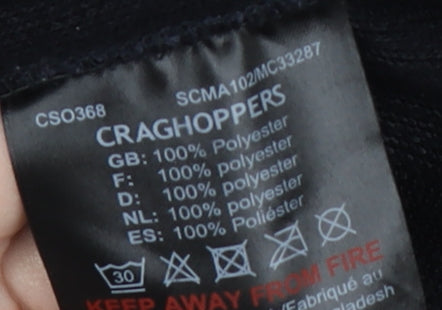 CSO368 SCMA102/MC33287
CRAGHOPPERS
GB: 100% Polyester
F: 100% Polyester
D: 100% polyester
NL: 100% polyester
ES: 100% Poliéster
30
KEEP AWAY FROM FIRE
/Fabriqué au
ladesh